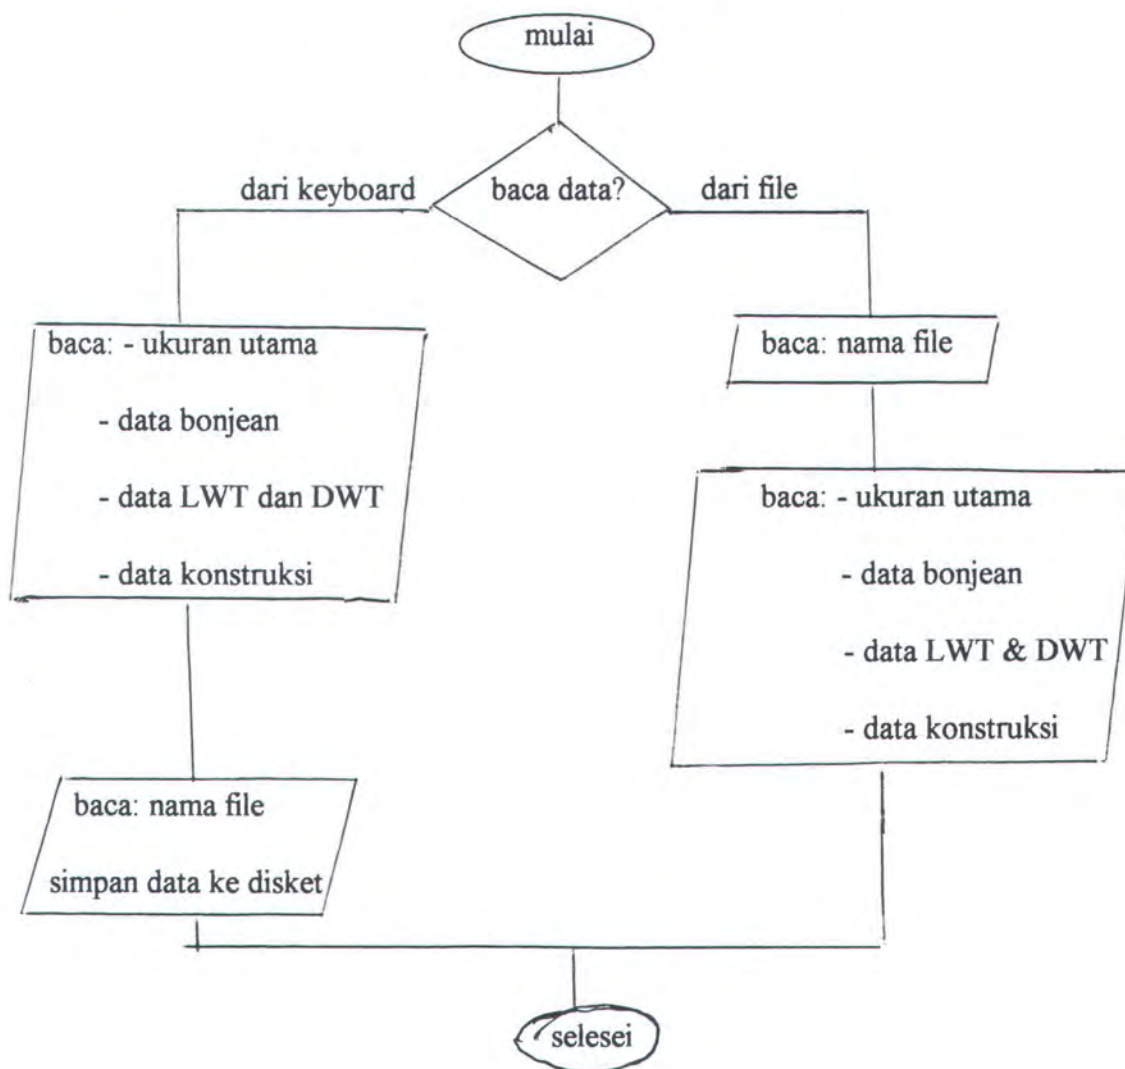 mulai
baca data?
dari keyboard
dari file
baca: - ukuran utama
- data bonjean
- data LWT dan DWT
- data konstruksi
baca: nama file
simpan data ke disket
baca: nama file
baca: - ukuran utama
- data bonjean
- data LWT & DWT
- data konstruksi
selesei